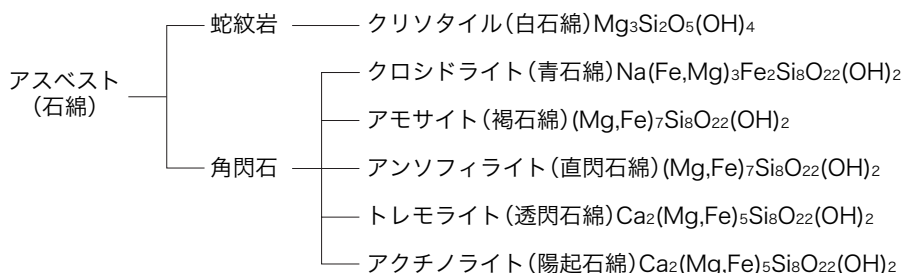 蛇紋岩 クリソタイル(白石綿)Mg3Si2O5(OH)4
クロシドライト(青石綿)Na(Fe,Mg)3Fe2Si8O22(OH)2
アスベスト
(石綿)
アモサイト(褐石綿)(Mg,Fe)7Si8O22(OH)2
角閃石 アンソフィライト(直閃石綿)(Mg,Fe)7Si8O22(OH)2
トレモライト(透閃石綿)Ca2(Mg,Fe)5Si8O22(OH)2
アクチノライト(陽起石綿)Ca2(Mg,Fe)5Si8O22(OH)2